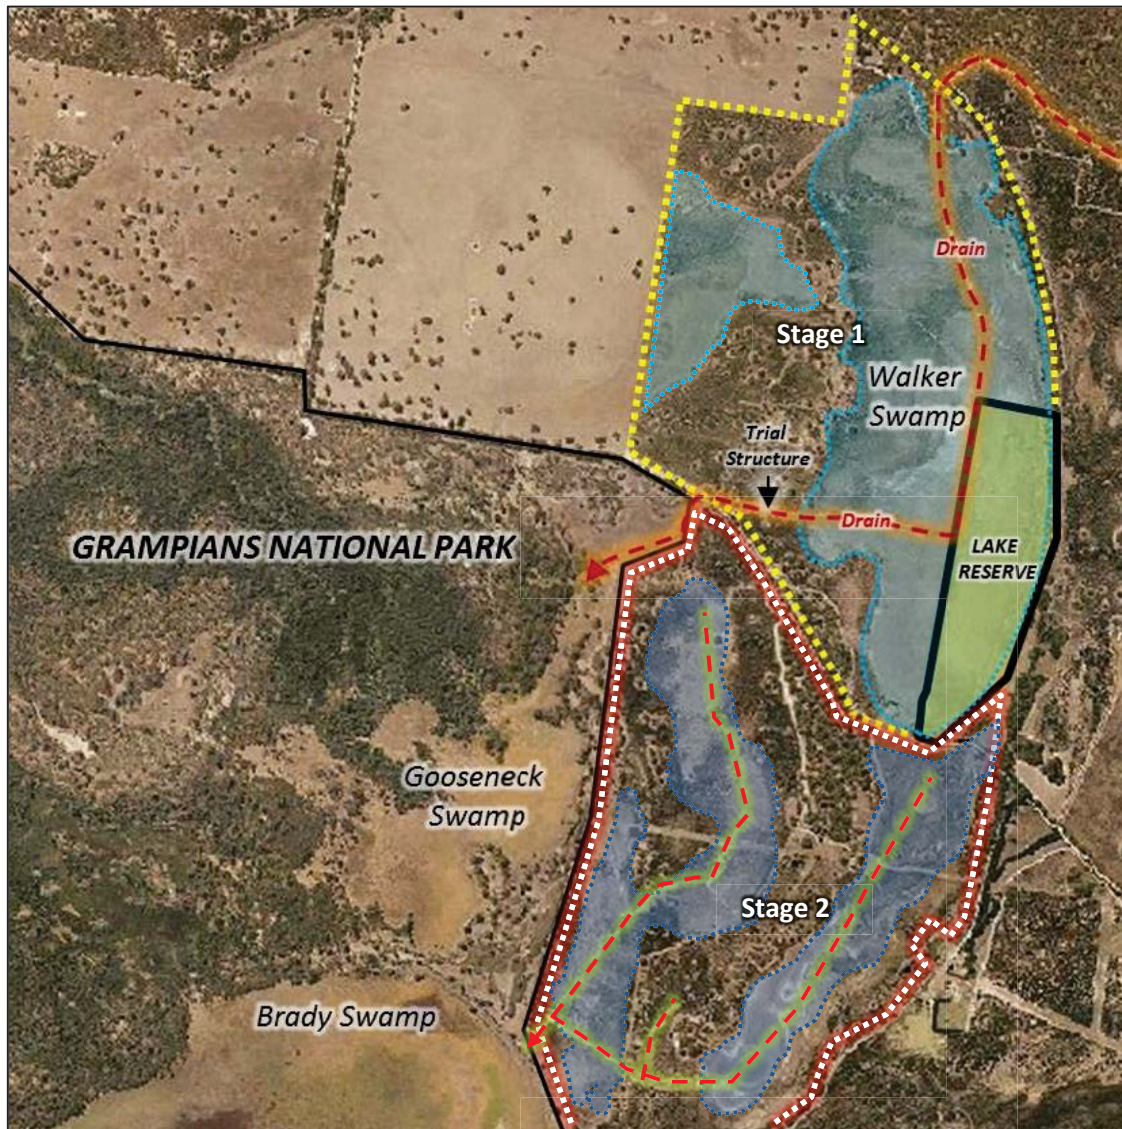 Drain
Stage 1
Walker
Swamp
Trial
Structure
Drain
GRAMPIANS NATIONAL PARK
LAKE
RESERVE
Gooseneck
Swamp
Stage 2
Brady Swamp